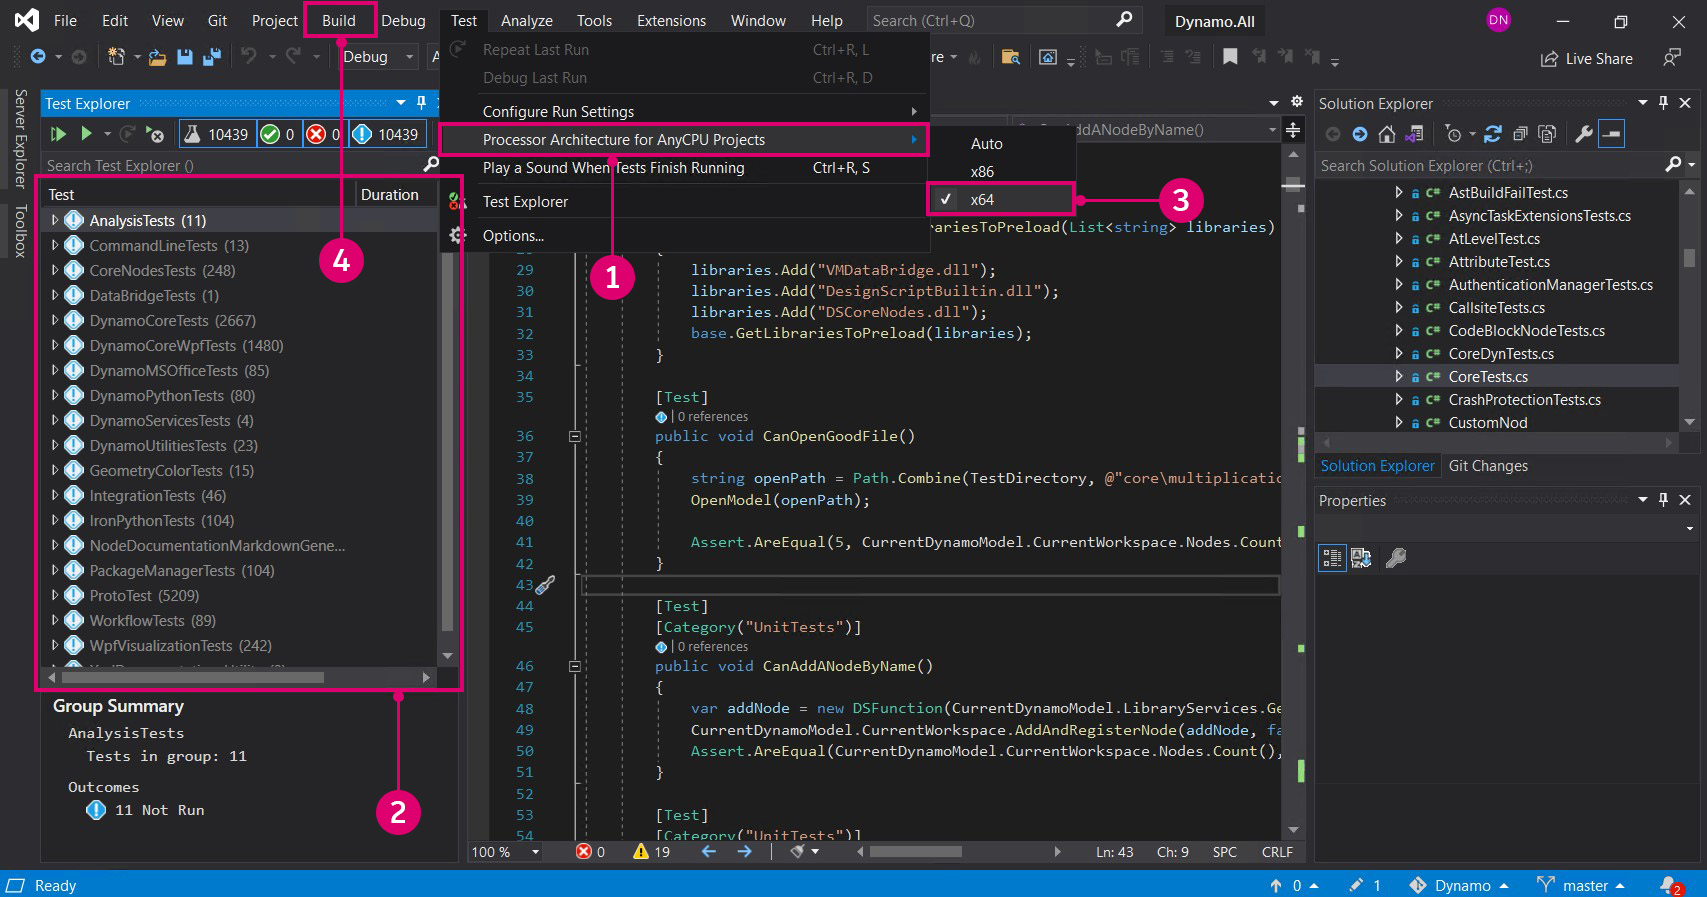 File Edit View Git Project Build Debug Test Analyze Tools Extensions Window Help Search (Ctrl+Q) Dynamo.All DN
Debug
Live Share
Repeat Last Run Ctrl+R, L
Debug Last Run Ctrl+R, D
Configure Run Settings
Processor Architecture for AnyCPU Projects
Play a Sound When Tests Finish Running Ctrl+R, S
Test Explorer
Options...
Auto
x86
x64
1
2
3
4
Server Explorer
Toolbox
Test Explorer
10439 0 0 10439
Search Test Explorer ()
Test Duration
AnalysisTests (11)
CommandLineTests (13)
CoreNodesTests (248)
DataBridgeTests (1)
DynamoCoreTests (2667)
DynamoCoreWpfTests (1480)
DynamoMSOfficeTests (85)
DynamoPythonTests (80)
DynamoServicesTests (4)
DynamoUtilitiesTests (23)
GeometryColorTests (15)
IntegrationTests (46)
IronPythonTests (104)
NodeDocumentationMarkdownGene...
PackageManagerTests (104)
ProtoTest (5209)
WorkflowTests (89)
WpfVisualizationTests (242)
Group Summary
AnalysisTests
Tests in group: 11
Outcomes
11 Not Run
ddANodeByName()
rariesToPreload(List<string> libraries)
{
29 libraries.Add("VMDataBridge.dll");
30 libraries.Add("DesignScriptBuiltin.dll");
31 libraries.Add("DSCoreNodes.dll");
32 base.GetLibrariesToPreload(libraries);
33 }
34
35 [Test]
0 references
36 public void CanOpenGoodFile()
37 {
38 string openPath = Path.Combine(TestDirectory, @"core\multiplicatio
39 OpenModel(openPath);
40
41 Assert.AreEqual(5, CurrentDynamoModel.CurrentWorkspace.Nodes.Count
42 }
43
44 [Test]
45 [Category("UnitTests")]
0 references
46 public void CanAddANodeByName()
47 {
48 var addNode = new DSFunction(CurrentDynamoModel.LibraryServices.Ge
49 CurrentDynamoModel.CurrentWorkspace.AddAndRegisterNode(addNode, fa
50 Assert.AreEqual(CurrentDynamoModel.CurrentWorkspace.Nodes.Count(),
51 }
52
53 [Test]
54 [Category("UnitTests")]
100 % 0 19 Ln: 43 Ch: 9 SPC CRLF
Solution Explorer
Search Solution Explorer (Ctrl+;)
C# AstBuildFailTest.cs
C# AsyncTaskExtensionsTests.cs
C# AtLevelTest.cs
C# AttributeTest.cs
C# AuthenticationManagerTests.cs
C# CallsiteTests.cs
C# CodeBlockNodeTests.cs
C# CoreDynTests.cs
C# CoreTests.cs
C# CrashProtectionTests.cs
C# CustomNod
Solution Explorer Git Changes
Properties
Ready 0 1 Dynamo master 2